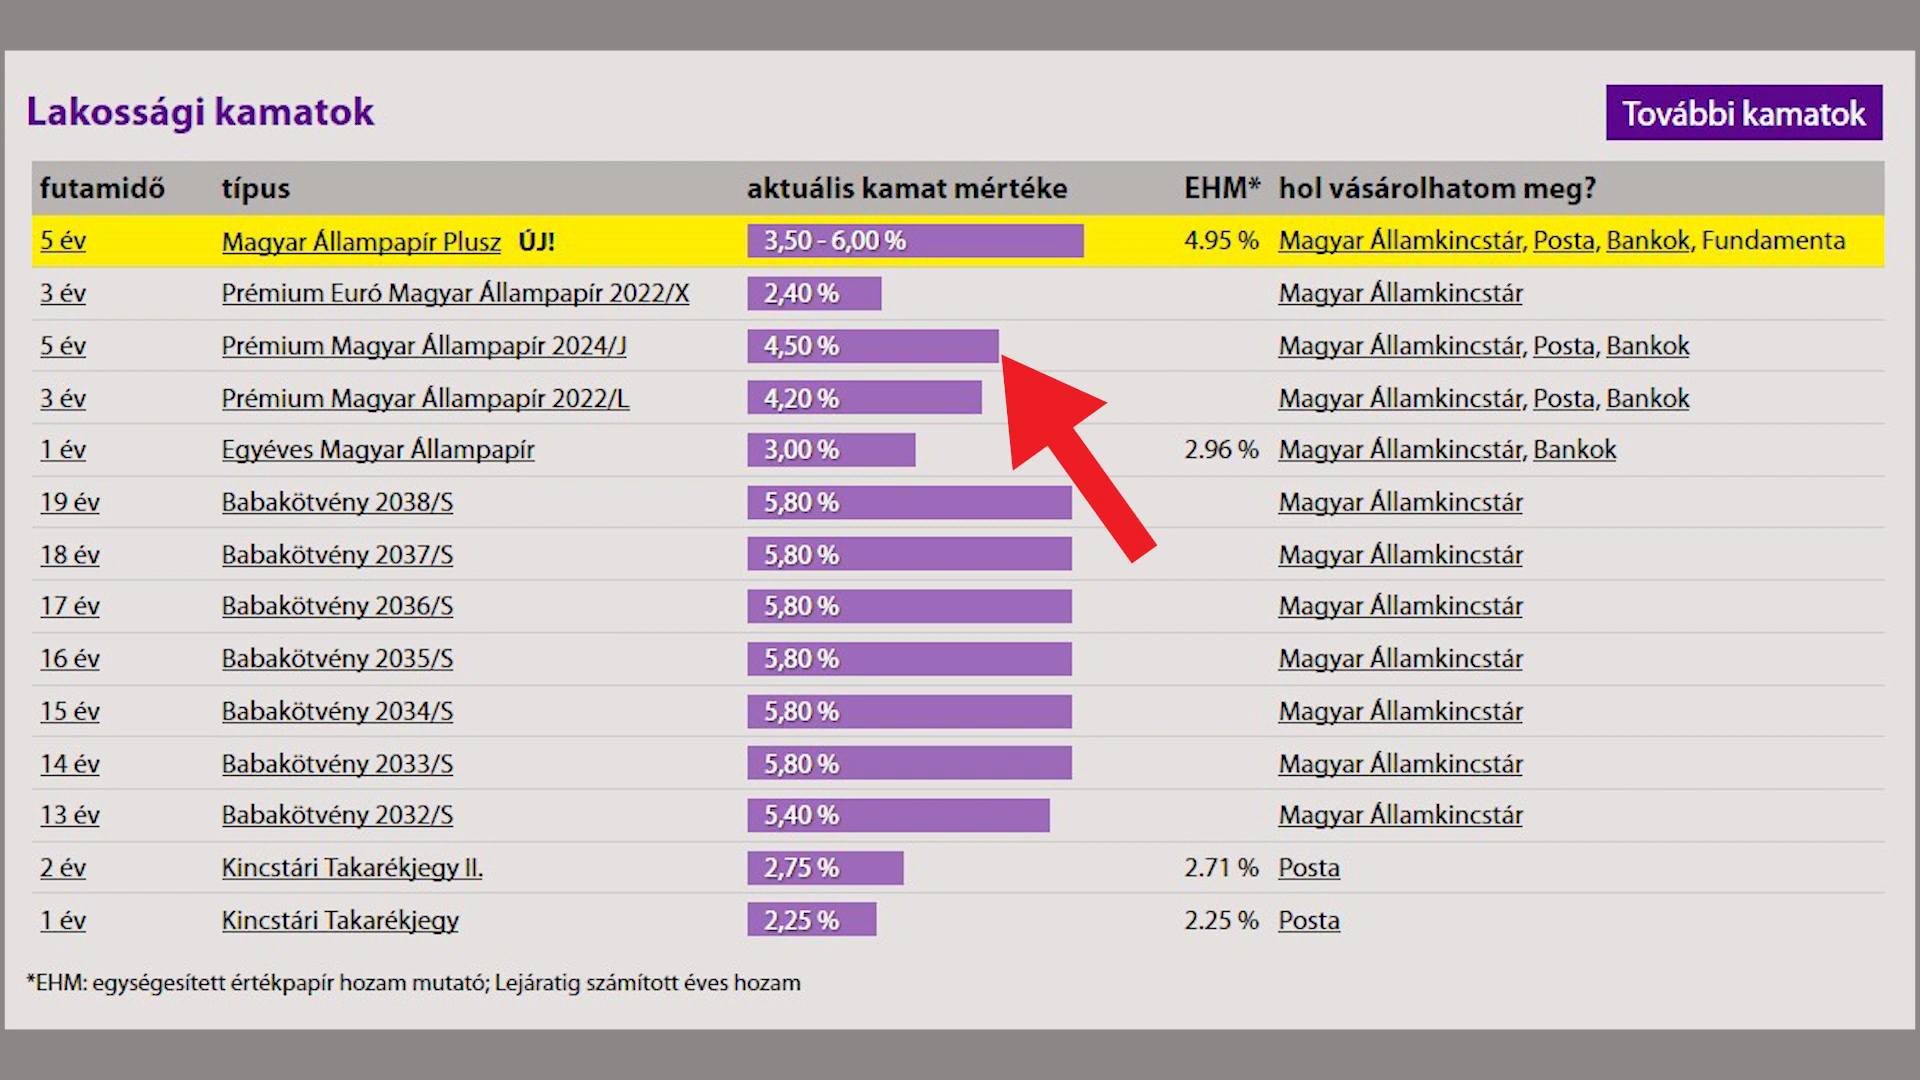 Lakossági kamatok
További kamatok
futamidő típus aktuális kamat mértéke EHM* hol vásárolhatom meg?
5 év Magyar Állampapír Plusz ÚJ! 3,50 - 6,00 % 4.95 % Magyar Államkincstár, Posta, Bankok, Fundamenta
3 év Prémium Euró Magyar Állampapír 2022/X 2,40 % Magyar Államkincstár
5 év Prémium Magyar Állampapír 2024/J 4,50 % Magyar Államkincstár, Posta, Bankok
3 év Prémium Magyar Állampapír 2022/L 4,20 % Magyar Államkincstár, Posta, Bankok
1 év Egyéves Magyar Állampapír 3,00 % 2.96 % Magyar Államkincstár, Bankok
19 év Babakötvény 2038/S 5,80 % Magyar Államkincstár
18 év Babakötvény 2037/S 5,80 % Magyar Államkincstár
17 év Babakötvény 2036/S 5,80 % Magyar Államkincstár
16 év Babakötvény 2035/S 5,80 % Magyar Államkincstár
15 év Babakötvény 2034/S 5,80 % Magyar Államkincstár
14 év Babakötvény 2033/S 5,80 % Magyar Államkincstár
13 év Babakötvény 2032/S 5,40 % Magyar Államkincstár
2 év Kincstári Takarékjegy II. 2,75 % 2.71 % Posta
1 év Kincstári Takarékjegy 2,25 % 2.25 % Posta
*EHM: egységesített értékpapír hozam mutató; Lejáratig számított éves hozam